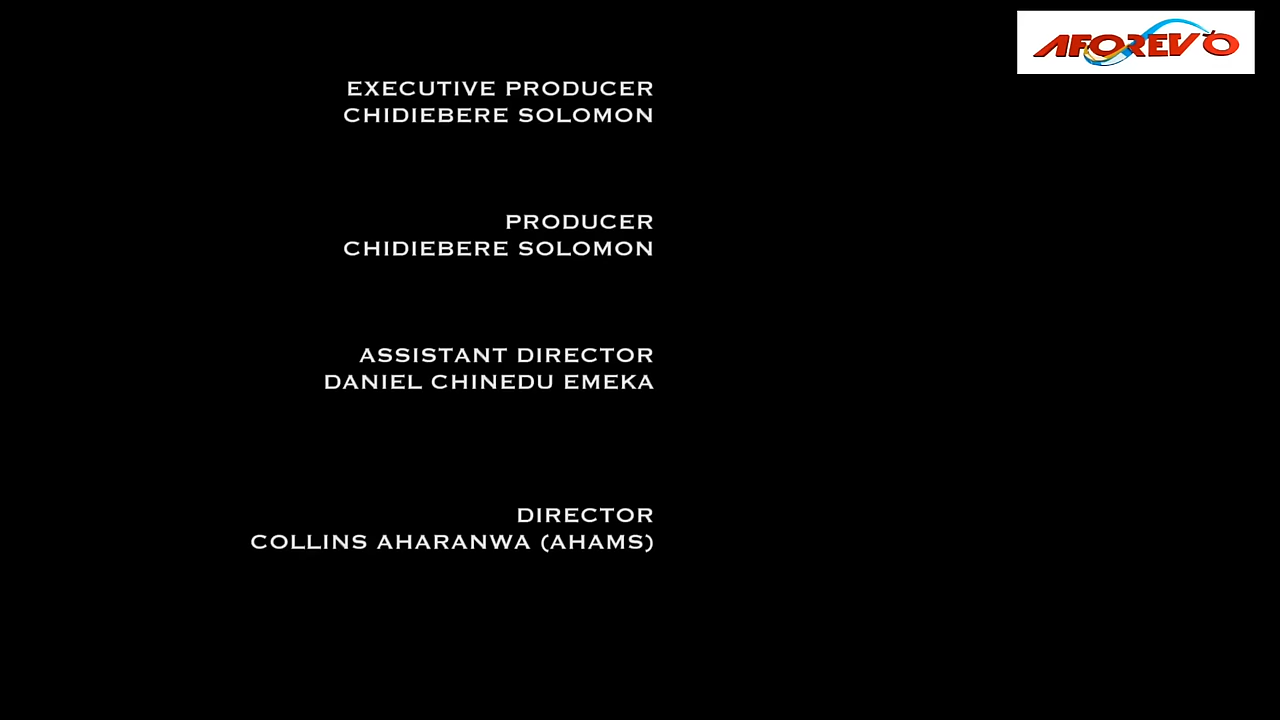 AFOREVO
EXECUTIVE PRODUCER
CHIDIEBERE SOLOMON
PRODUCER
CHIDIEBERE SOLOMON
ASSISTANT DIRECTOR
DANIEL CHINEDU EMEKA
DIRECTOR
COLLINS AHARANWA (AHAMS)